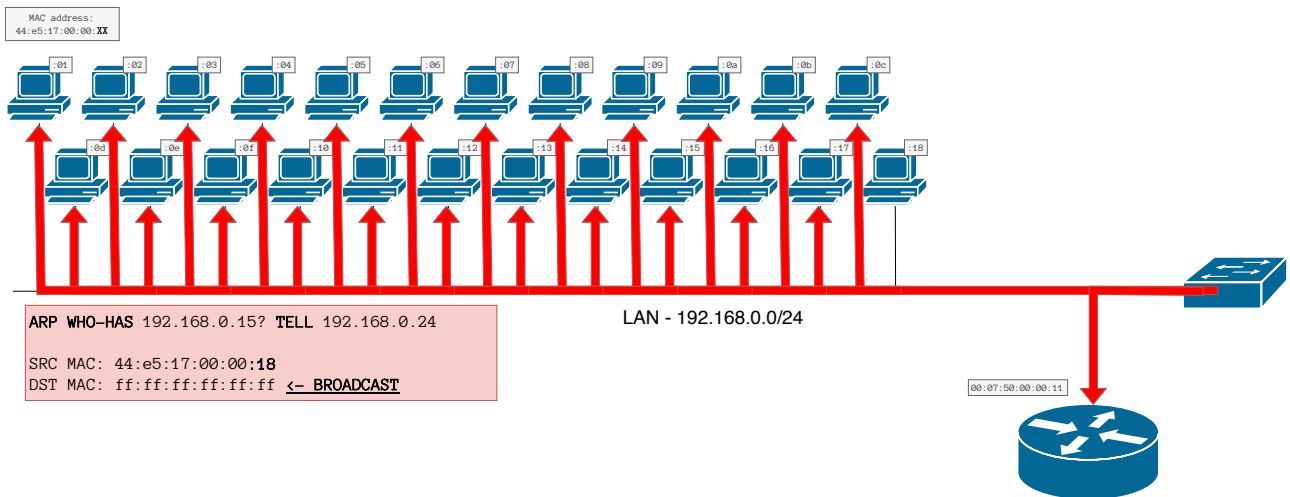 MAC address:
44:e5:17:00:00:XX
:01
:02
:03
:04
:05
:06
:07
:08
:09
:0a
:0b
:0c
:0d
:0e
:0f
:10
:11
:12
:13
:14
:15
:16
:17
:18
ARP WHO-HAS 192.168.0.15? TELL 192.168.0.24
SRC MAC: 44:e5:17:00:00:18
DST MAC: ff:ff:ff:ff:ff:ff <- BROADCAST
LAN - 192.168.0.0/24
00:07:50:00:00:11